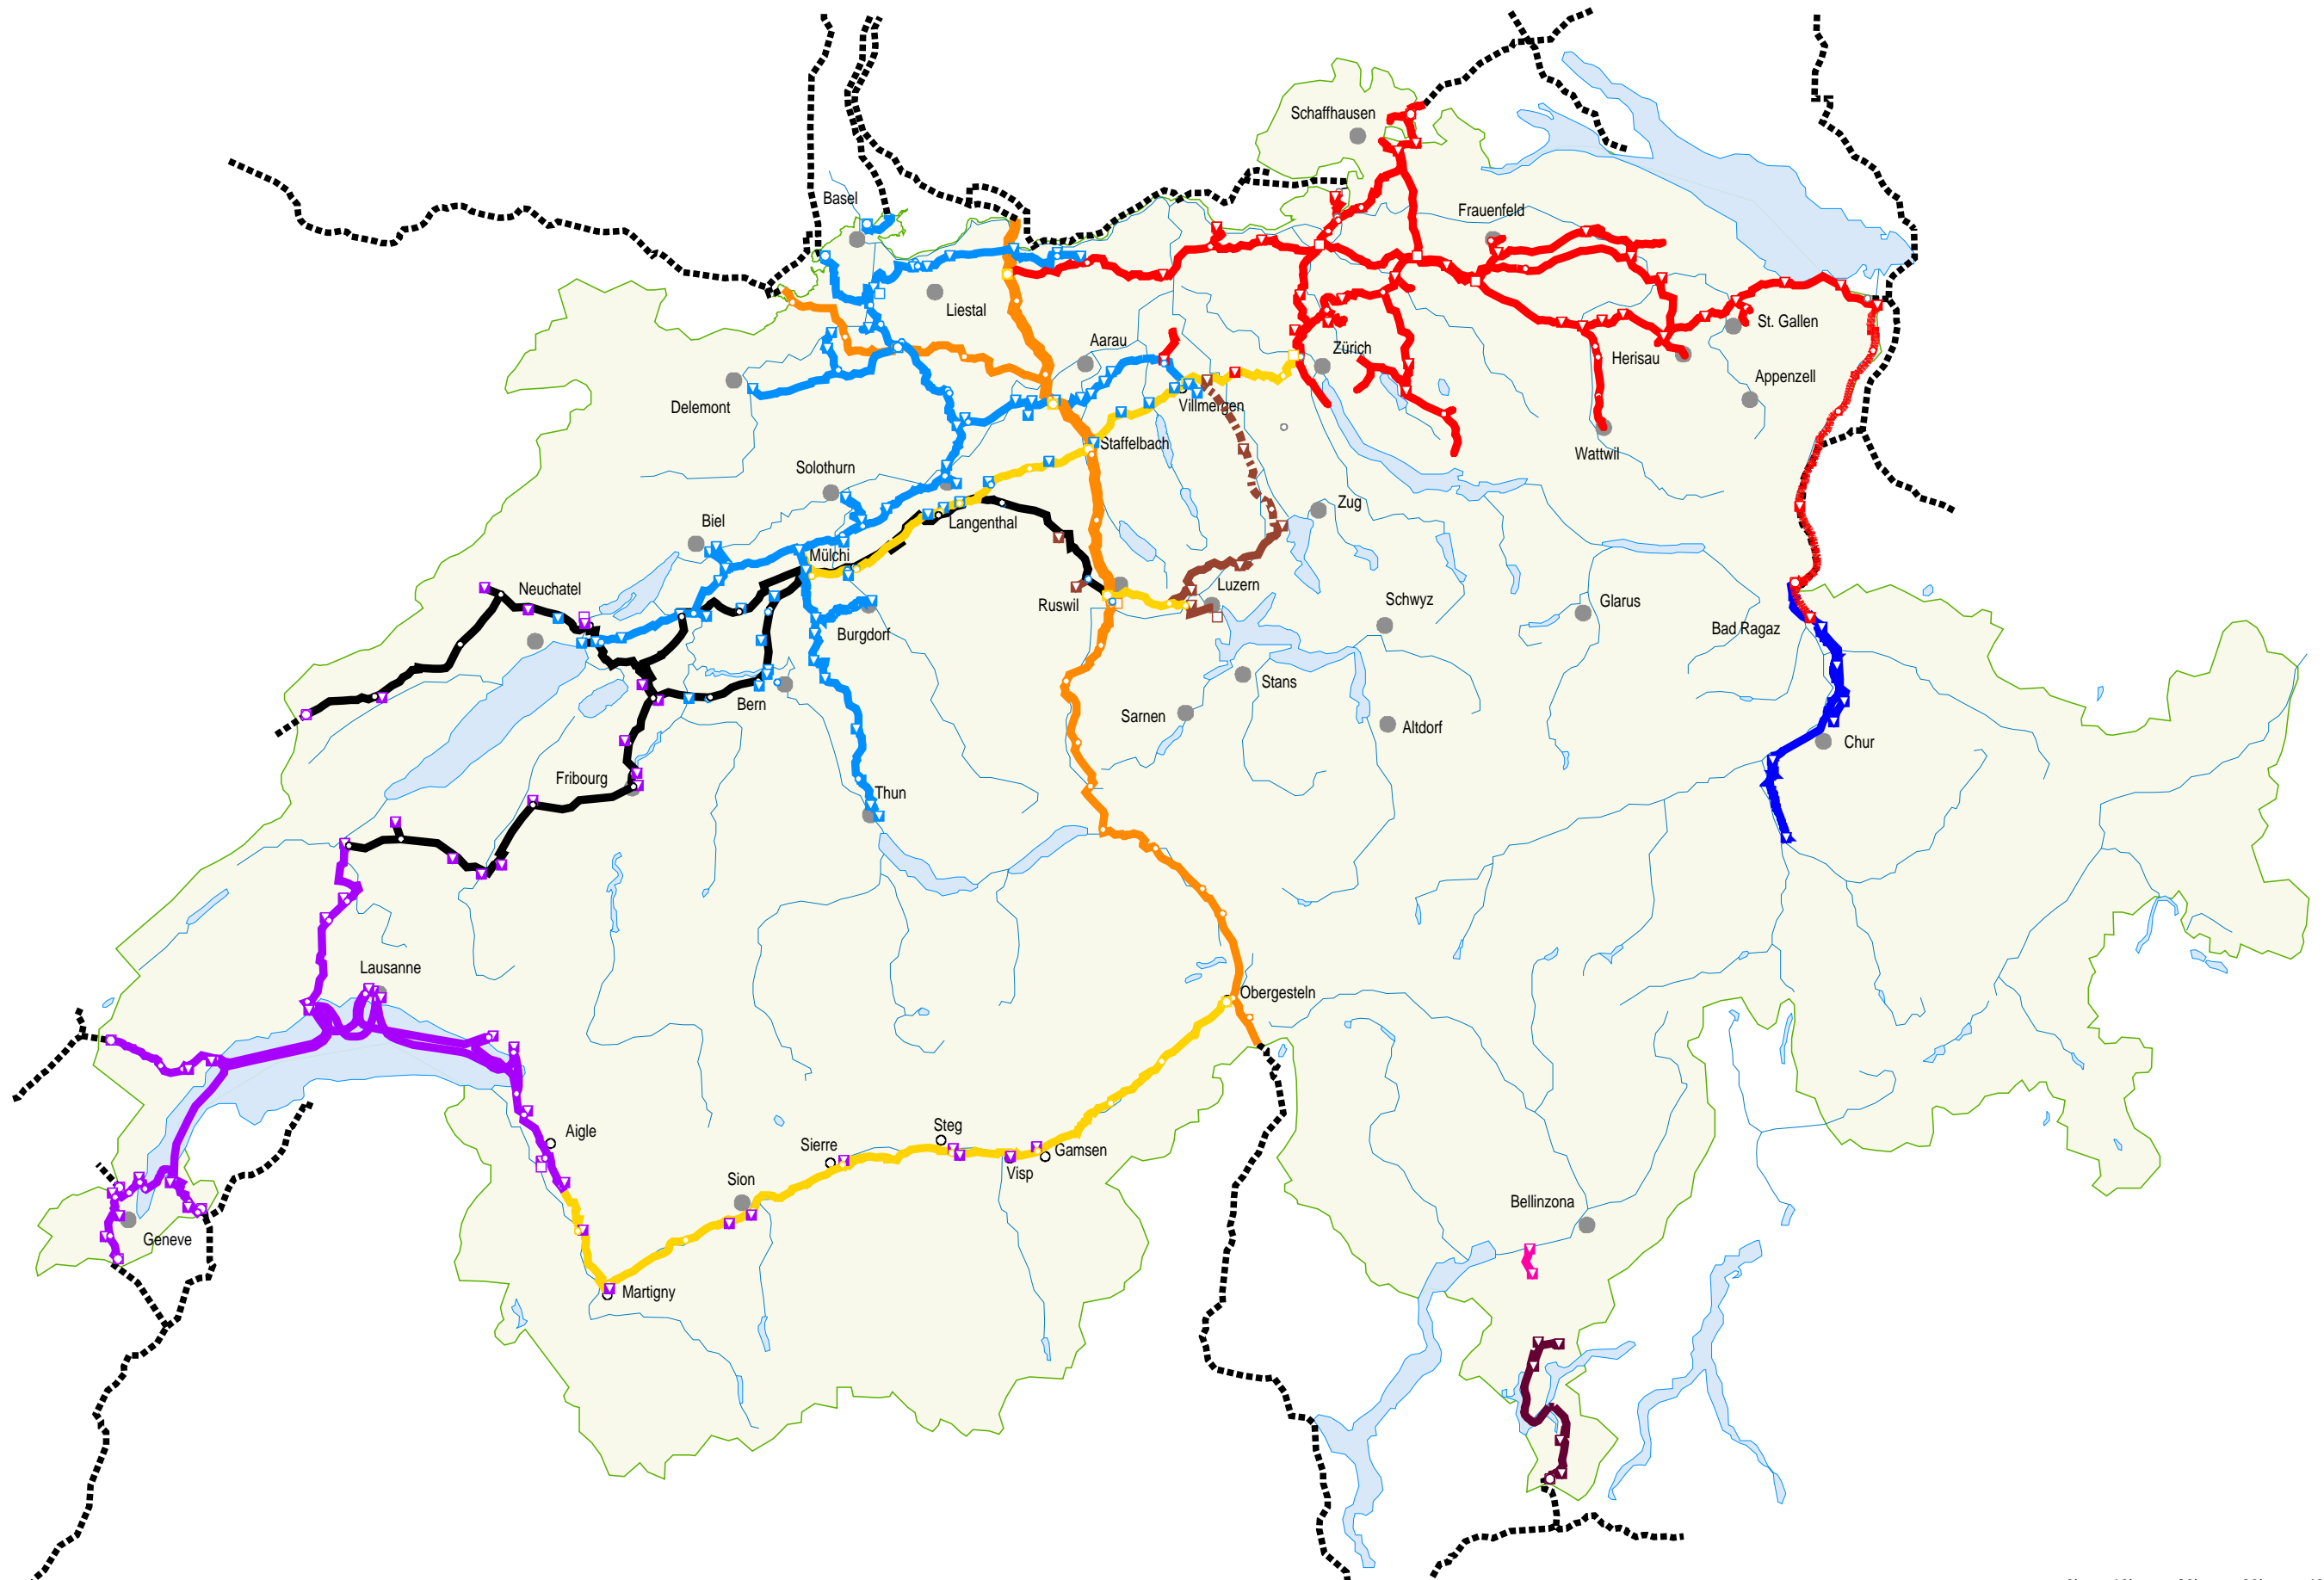 Schaffhausen
Basel
Frauenfeld
Liestal
St. Gallen
Aarau
Zürich
Herisau
Appenzell
Delemont
Villmergen
Staffelbach
Wattwil
Solothurn
Zug
Biel
Langenthal
Mülchi
Neuchatel
Luzern
Ruswil
Schwyz
Glarus
Burgdorf
Bad Ragaz
Stans
Bern
Sarnen
Altdorf
Chur
Fribourg
Thun
Lausanne
Obergesteln
Aigle
Steg
Sierre
Gamsen
Visp
Sion
Bellinzona
Geneve
Martigny